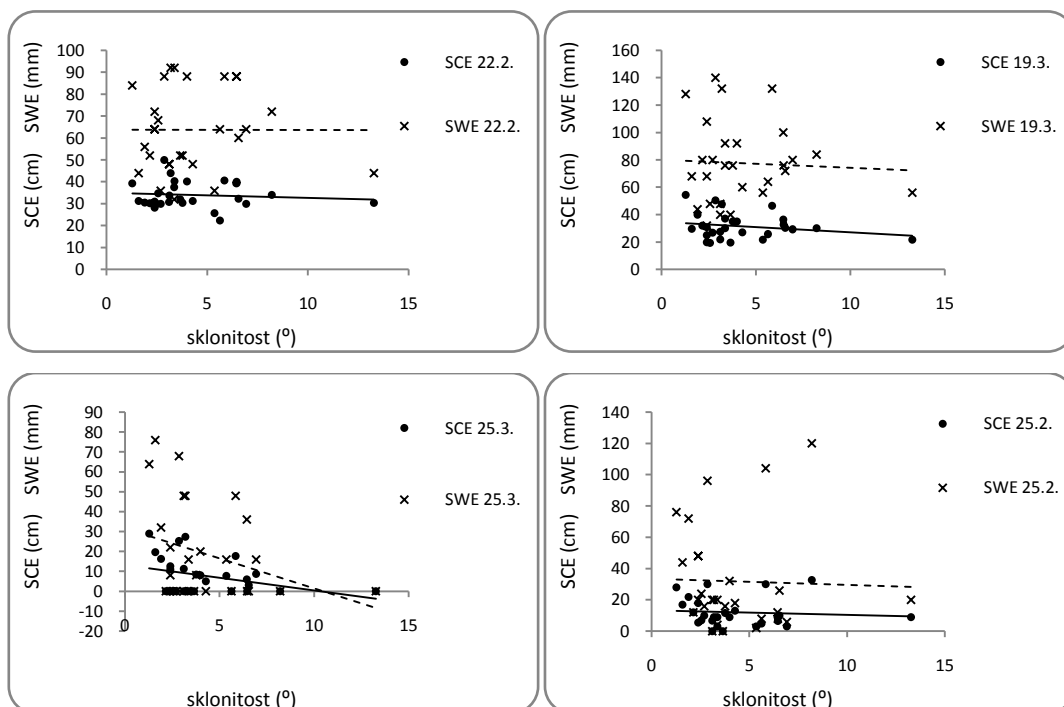 SCE (cm) SWE (mm)
100
90
80
70
60
50
40
30
20
10
0
0 5 10 15
sklonitost (º)
SCE 22.2.
SWE 22.2.
SCE (cm) SWE (mm)
160
140
120
100
80
60
40
20
0
0 5 10 15
sklonitost (º)
SCE 19.3.
SWE 19.3.
SCE (cm) SWE (mm)
90
80
70
60
50
40
30
20
10
0
-10
-20
0 5 10 15
sklonitost (º)
SCE 25.3.
SWE 25.3.
SCE (cm) SWE (mm)
140
120
100
80
60
40
20
0
0 5 10 15
sklonitost (º)
SCE 25.2.
SWE 25.2.